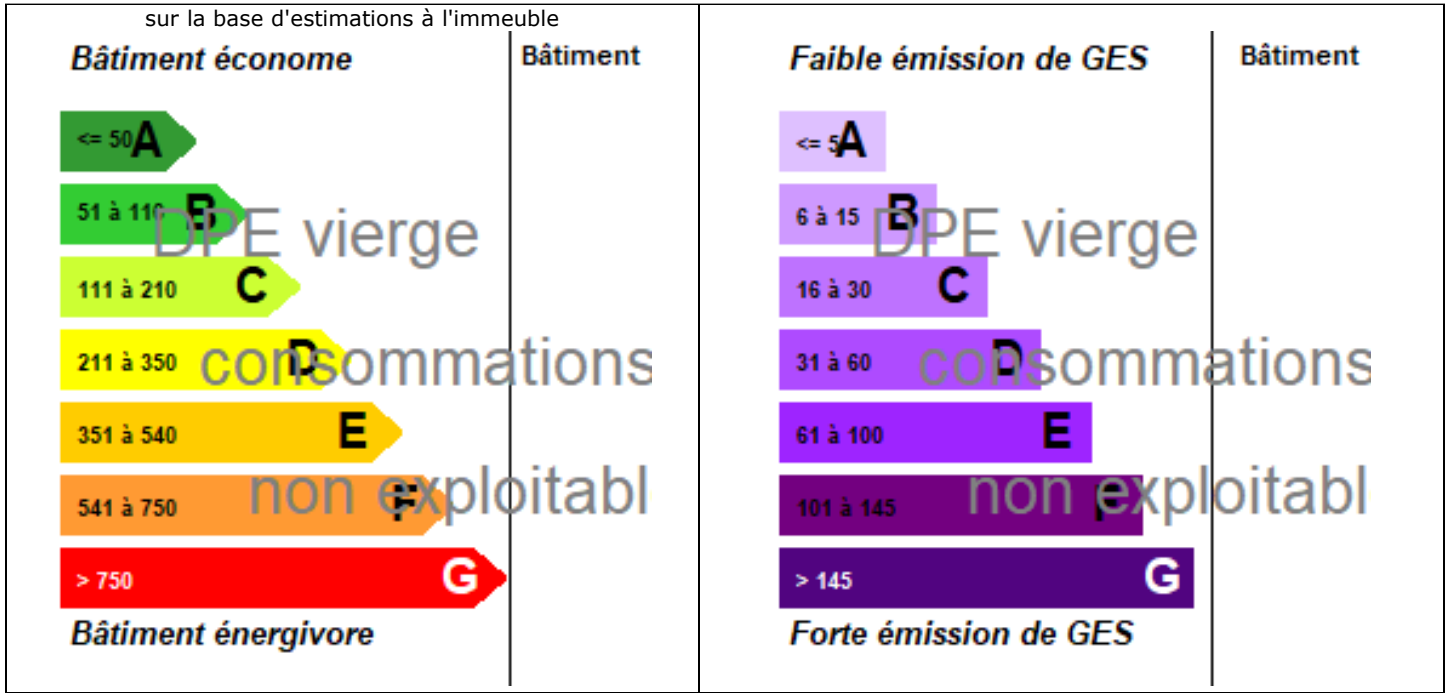 sur la base d'estimations à l'immeuble
Bâtiment économe
Bâtiment
<= 50 A
51 à 110 B
DPE vierge
111 à 210 C
211 à 350 D
consommations
351 à 540 E
541 à 750 F
non exploitabl
> 750 G
Bâtiment énergivore
Faible émission de GES
Bâtiment
<= 5 A
6 à 15 B
DPE vierge
16 à 30 C
31 à 60 D
consommations
61 à 100 E
101 à 145 F
non exploitabl
> 145 G
Forte émission de GES